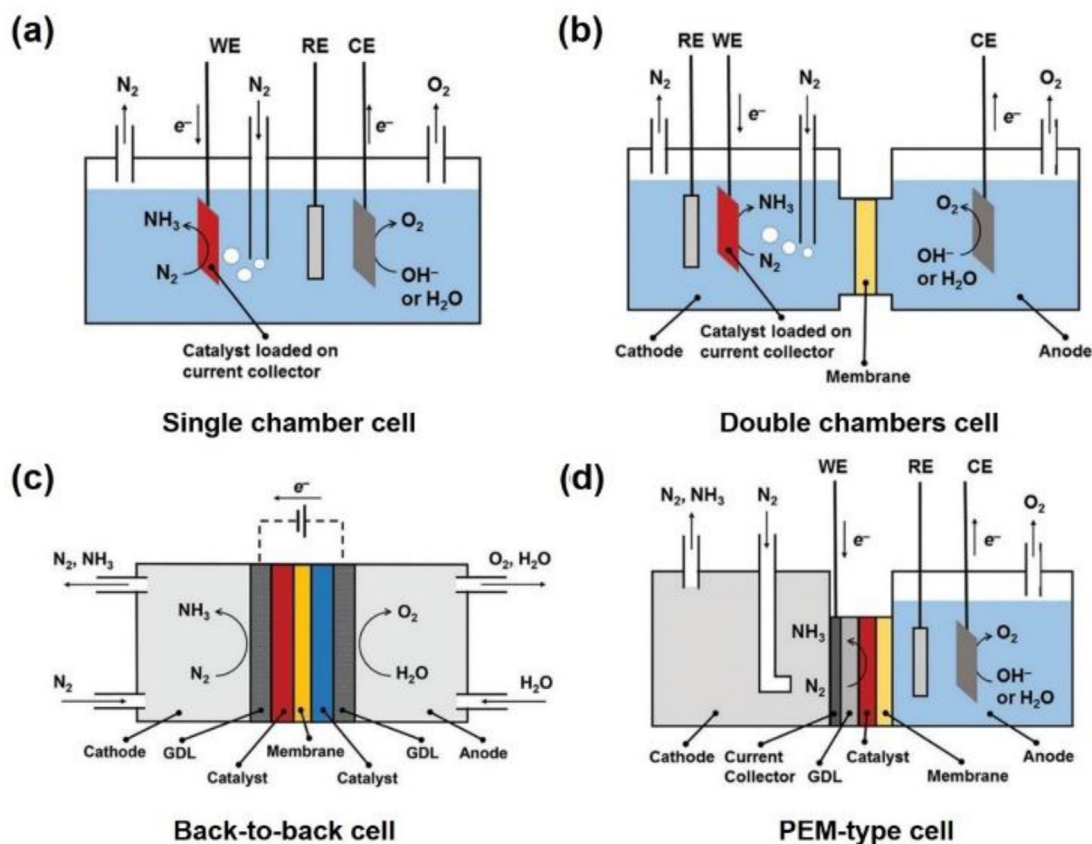 (a)
WE
RE
CE
N₂
N₂
O₂
e⁻
e⁻
NH₃
N₂
O₂
OH⁻
or H₂O
Catalyst loaded on
current collector
Single chamber cell
(b)
RE
WE
CE
N₂
N₂
O₂
e⁻
e⁻
NH₃
N₂
O₂
OH⁻
or H₂O
Cathode
Catalyst loaded on
current collector
Membrane
Anode
Double chambers cell
(c)
e⁻
N₂, NH₃
O₂, H₂O
NH₃
N₂
O₂
H₂O
N₂
H₂O
Cathode
GDL
Catalyst
Membrane
Catalyst
GDL
Anode
Back-to-back cell
(d)
WE
RE
CE
N₂, NH₃
N₂
O₂
e⁻
e⁻
NH₃
N₂
O₂
OH⁻
or H₂O
Cathode
Current
Collector
GDL
Catalyst
Membrane
Anode
PEM-type cell